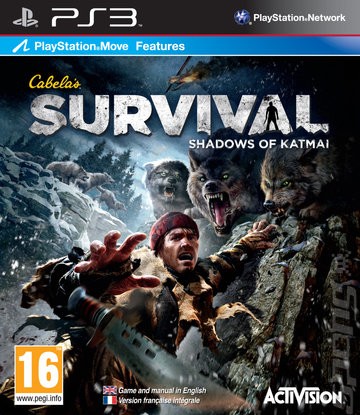 PS3
PlayStation®Network
PlayStation®Move Features
Cabela's
SURVIVAL
SHADOWS OF KATMAI
16
www.pegi.info
Game and manual in English
Version française intégrale
ACTIVISION®